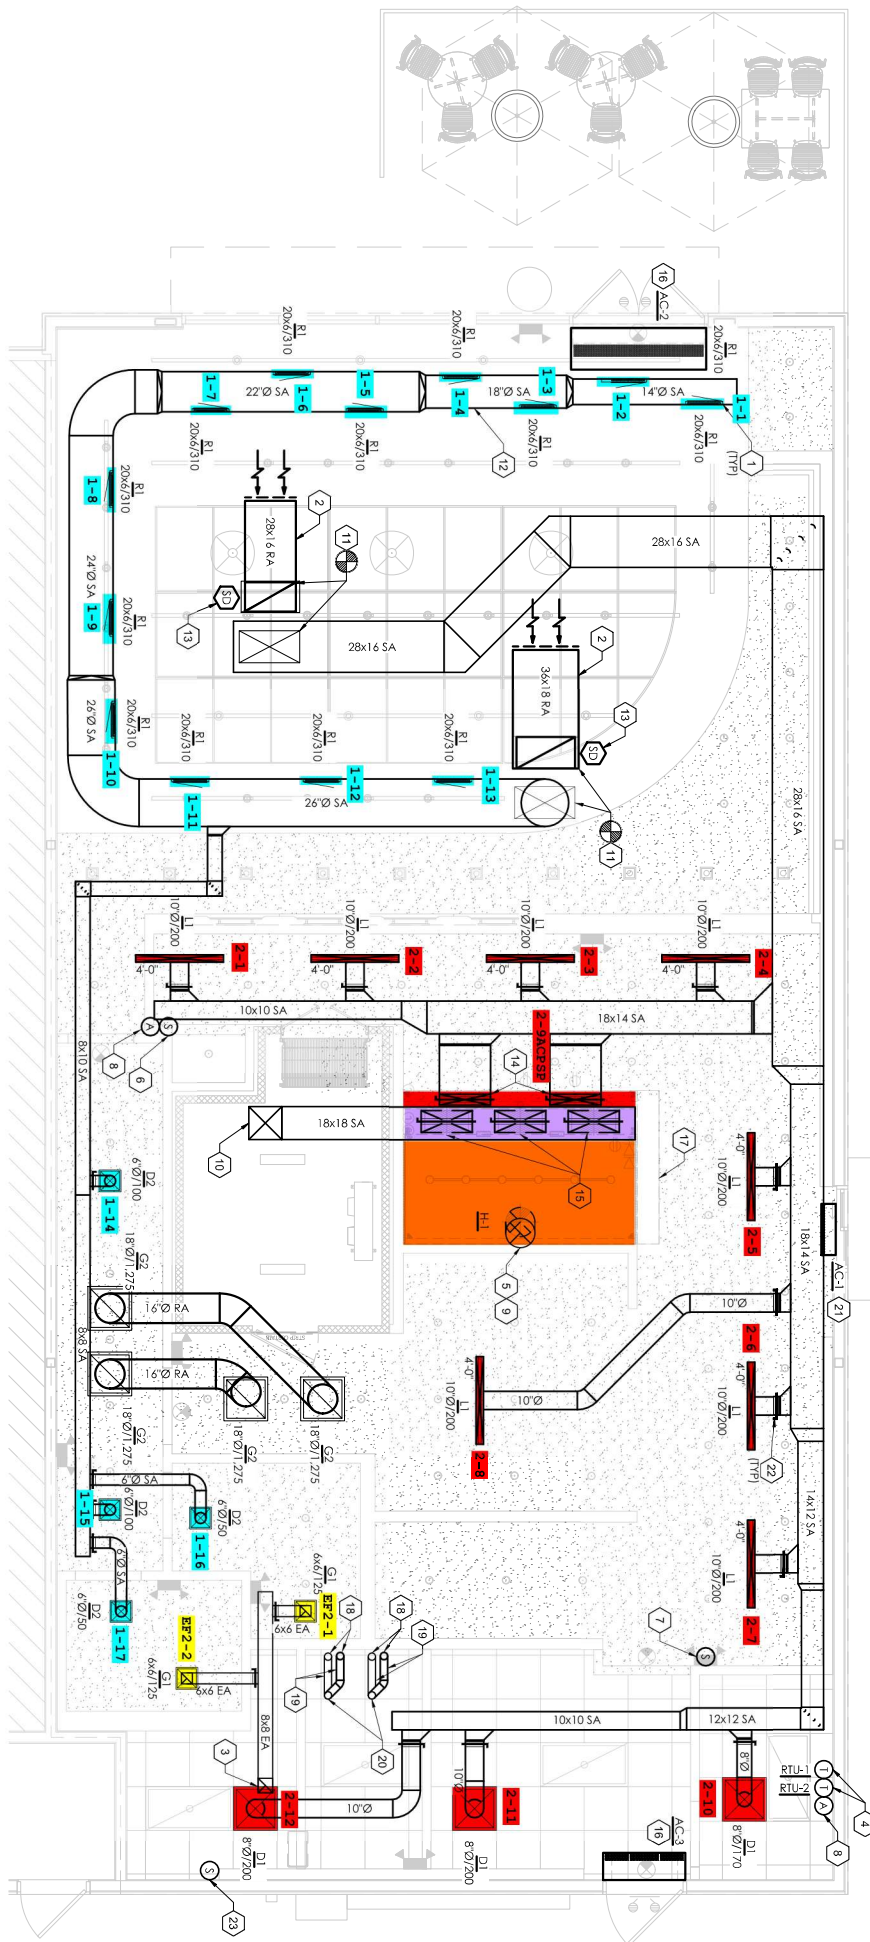 16
AC-2
R1
20x6/310
R1
20x6/310
R1
20x6/310
1-7
22"Ø SA
1-6
1-5
1-4
18"Ø SA
1-3
1-2
14"Ø SA
1-1
R1
20x6/310
R1
20x6/310
12
R1
20x6/310
R1
20x6/310
(TYP)
1
1-8
R1
20x6/310
2
28x16 RA
11
28x16 SA
24"Ø SA
1-9
R1
20x6/310
SD
13
28x16 SA
2
36x18 RA
26"Ø SA
R1
20x6/310
1-10
R1
20x6/310
R1
20x6/310
R1
20x6/310
13
SD
1-11
1-12
26"Ø SA
1-13
11
28x16 SA
L1
10"Ø/200
L1
10"Ø/200
L1
10"Ø/200
L1
10"Ø/200
4'-0"
2-1
4'-0"
2-2
4'-0"
2-3
4'-0"
2-4
10x10 SA
18x14 SA
8x10 SA
A
S
8
6
2-9ACPSP
14
18x18 SA
10
15
17
D2
6"Ø/100
1-14
H-1
5
9
4'-0"
L1
10"Ø/200
2-5
18x14 SA
AC-1
21
G2
18"Ø/1,275
16"Ø RA
8x8 SA
16"Ø RA
STRIP CURTAIN
G2
18"Ø/1,275
G2
18"Ø/1,275
G2
18"Ø/1,275
4'-0"
L1
10"Ø/200
2-8
10"Ø
10"Ø
2-6
4'-0"
L1
10"Ø/200
(TYP)
22
6"Ø SA
1-15
D2
6"Ø/100
D2
6"Ø/50
1-16
6"Ø SA
D2
6"Ø/50
1-17
14x12 SA
4'-0"
L1
10"Ø/200
2-7
G1
6x6/125
EF2-1
6x6 EA
EF2-2
G1
6x6/125
6x6 EA
8x8 EA
18
19
18
19
20
7
S
3
10x10 SA
12x12 SA
8"Ø
10"Ø
10"Ø
2-12
2-11
2-10
D1
8"Ø/200
D1
8"Ø/200
D1
8"Ø/170
RTU-1
T
RTU-2
T
A
4
8
AC-3
16
S
23